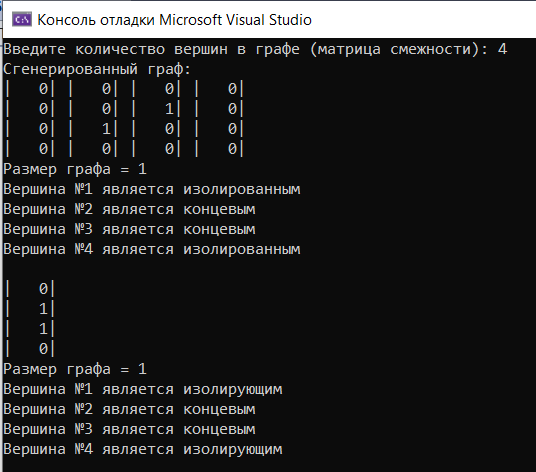 Консоль отладки Microsoft Visual Studio
Введите количество вершин в графе (матрица смежности): 4
Сгенерированный граф:
|   0| |   0| |   0| |   0|
|   0| |   0| |   1| |   0|
|   0| |   1| |   0| |   0|
|   0| |   0| |   0| |   0|
Размер графа = 1
Вершина №1 является изолированным
Вершина №2 является концевым
Вершина №3 является концевым
Вершина №4 является изолированным
|   0|
|   1|
|   1|
|   0|
Размер графа = 1
Вершина №1 является изолирующим
Вершина №2 является концевым
Вершина №3 является концевым
Вершина №4 является изолирующим